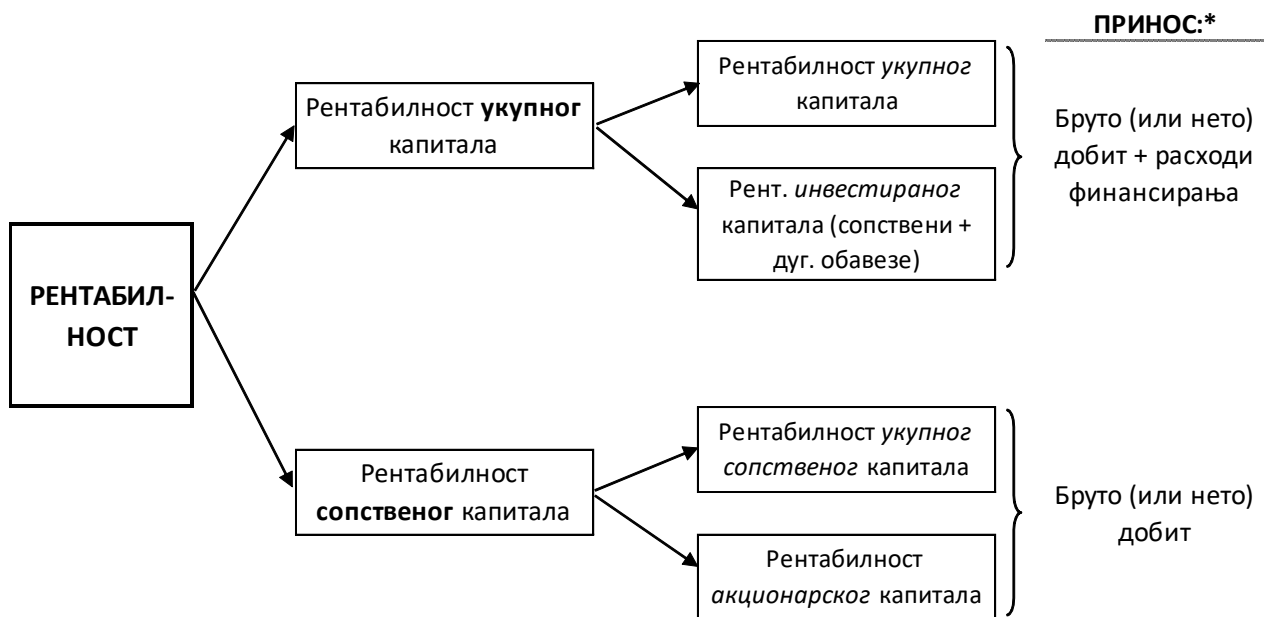 ПРИНОС:*
РЕНТАБИЛ-
НОСТ
Рентабилност укупног
капитала
Рентабилност укупног
капитала
Рент. инвестираног
капитала (сопствени +
дуг. обавезе)
Бруто (или нето)
добит + расходи
финансирања
Рентабилност
сопственог капитала
Рентабилност укупног
сопственог капитала
Рентабилност
акционарског капитала
Бруто (или нето)
добит